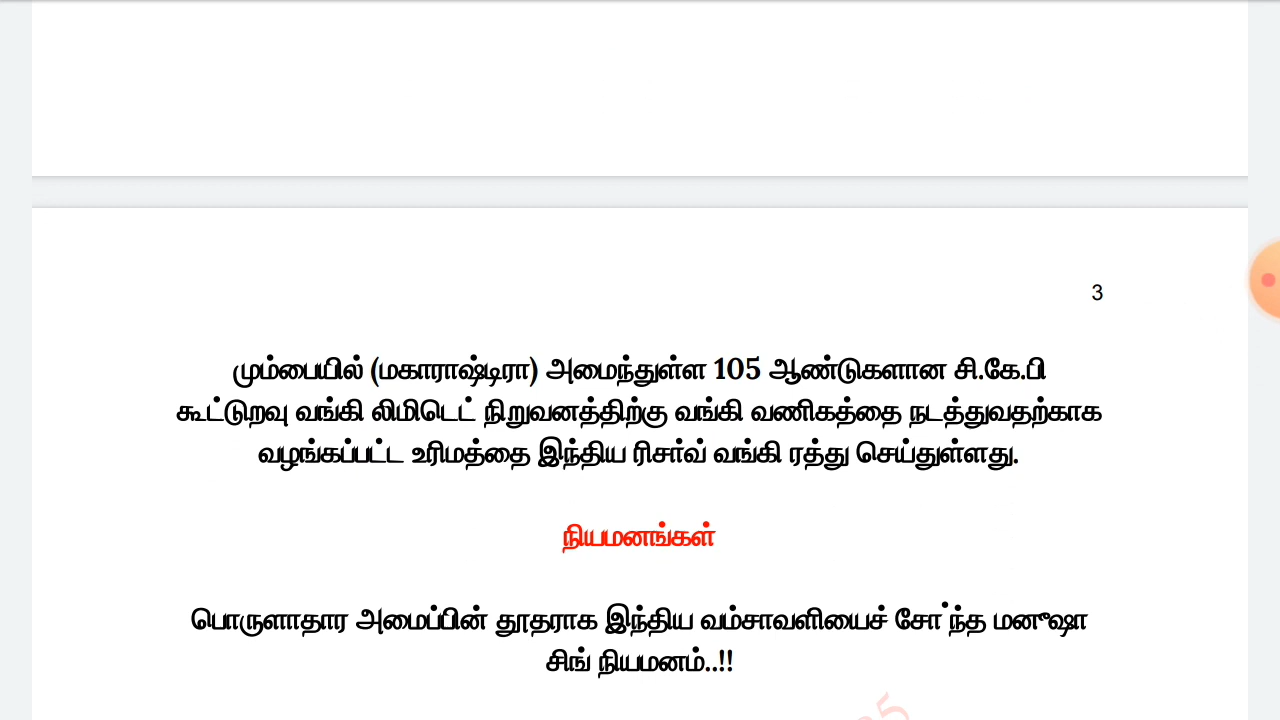 3
மும்பையில் (மகாராஷ்டிரா) அமைந்துள்ள 105 ஆண்டுகளான சி.கே.பி
கூட்டுறவு வங்கி லிமிடெட் நிறுவனத்திற்கு வங்கி வணிகத்தை நடத்துவதற்காக
வழங்கப்பட்ட உரிமத்தை இந்திய ரிசர்வ் வங்கி ரத்து செய்துள்ளது.
நியமனங்கள்
பொருளாதார அமைப்பின் தூதராக இந்திய வம்சாவளியைச் சேர்ந்த மனுஷா
சிங் நியமனம்..!!